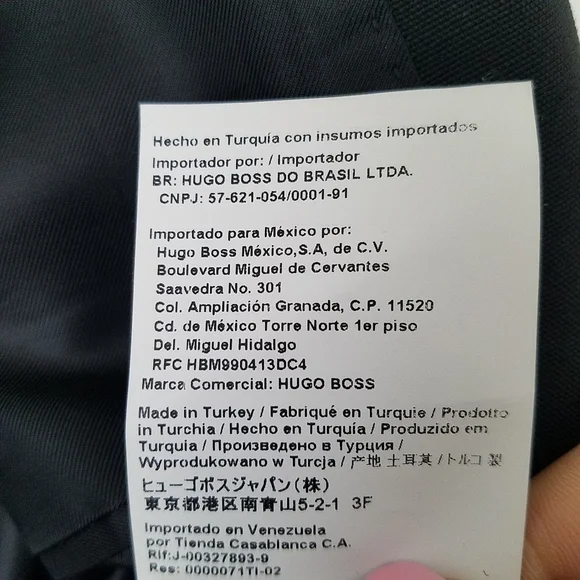 Hecho en Turquía con insumos importados
Importador por: / Importador
BR: HUGO BOSS DO BRASIL LTDA.
CNPJ: 57-621-054/0001-91
Importado para México por:
Hugo Boss México,S.A, de C.V.
Boulevard Miguel de Cervantes
Saavedra No. 301
Col. Ampliación Granada, C.P. 11520
Cd. de México Torre Norte 1er piso
Del. Miguel Hidalgo
RFC HBM990413DC4
Marca Comercial: HUGO BOSS
Made in Turkey / Fabriqué en Turquie / Prodotto
in Turchia / Hecho en Turquía / Produzido em
Turquia / Произведено в Турция /
Wyprodukowano w Turcja / 产地 土耳其 / トルコ 製
ヒューゴボスジャパン(株)
東京都港区南青山5-2-1 3F
Importado en Venezuela
por Tienda Casablanca C.A.
Rif:J-00327893-9
Res: 0000071TI-02